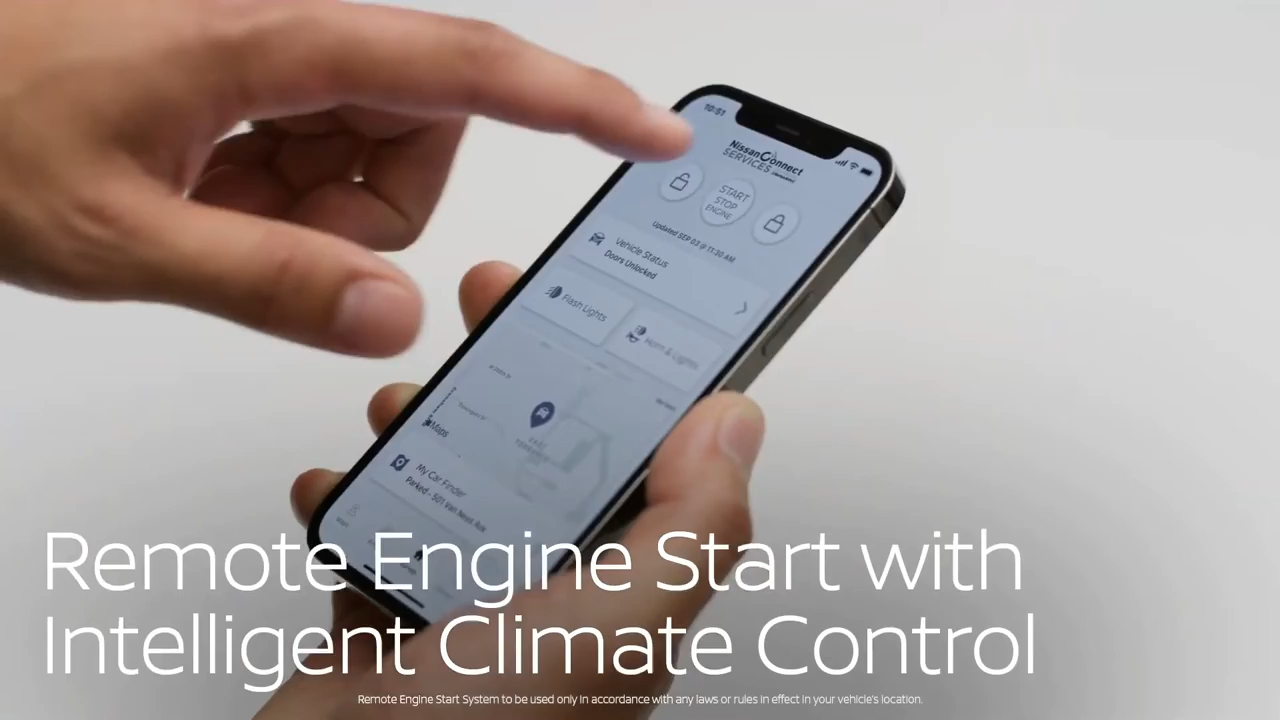 10:51
NissanConnect
SERVICES
START
STOP
ENGINE
Updated SEP 03 @ 11:30 AM
Vehicle Status
Doors Unlocked
Flash Lights
Horn & Lights
Maps
My Car Finder
Parked - 501 Van Ness Ave
Remote Engine Start with
Intelligent Climate Control
Remote Engine Start System to be used only in accordance with any laws or rules in effect in your vehicle's location.